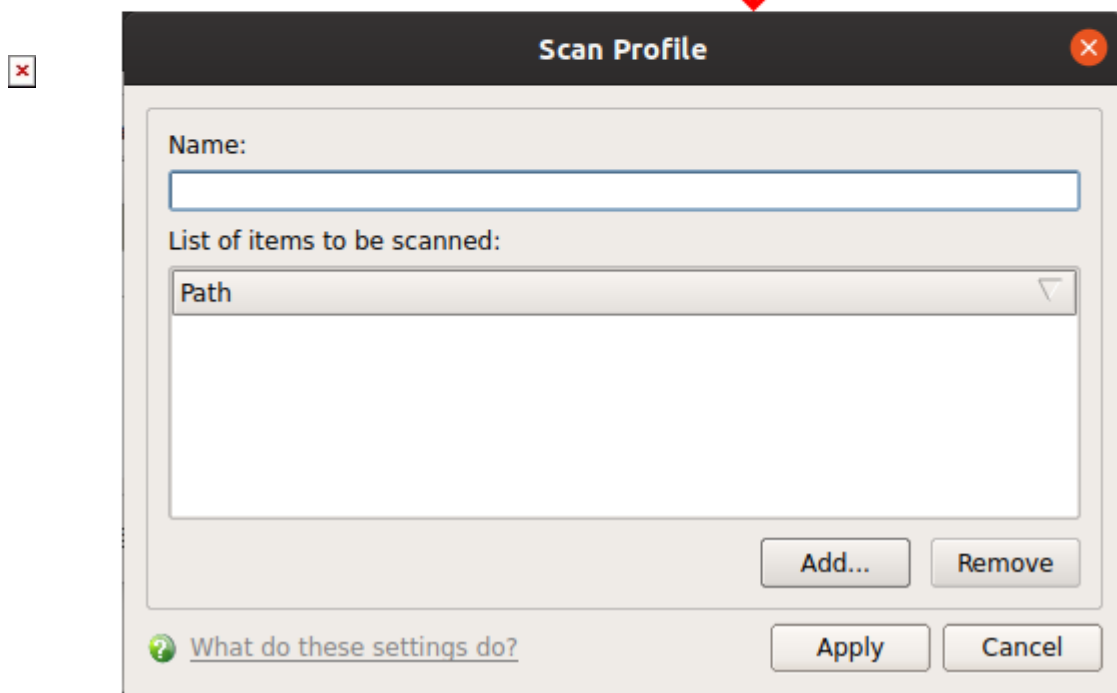 Scan Profile
Name:
List of items to be scanned:
Path
Add...
Remove
What do these settings do?
Apply
Cancel